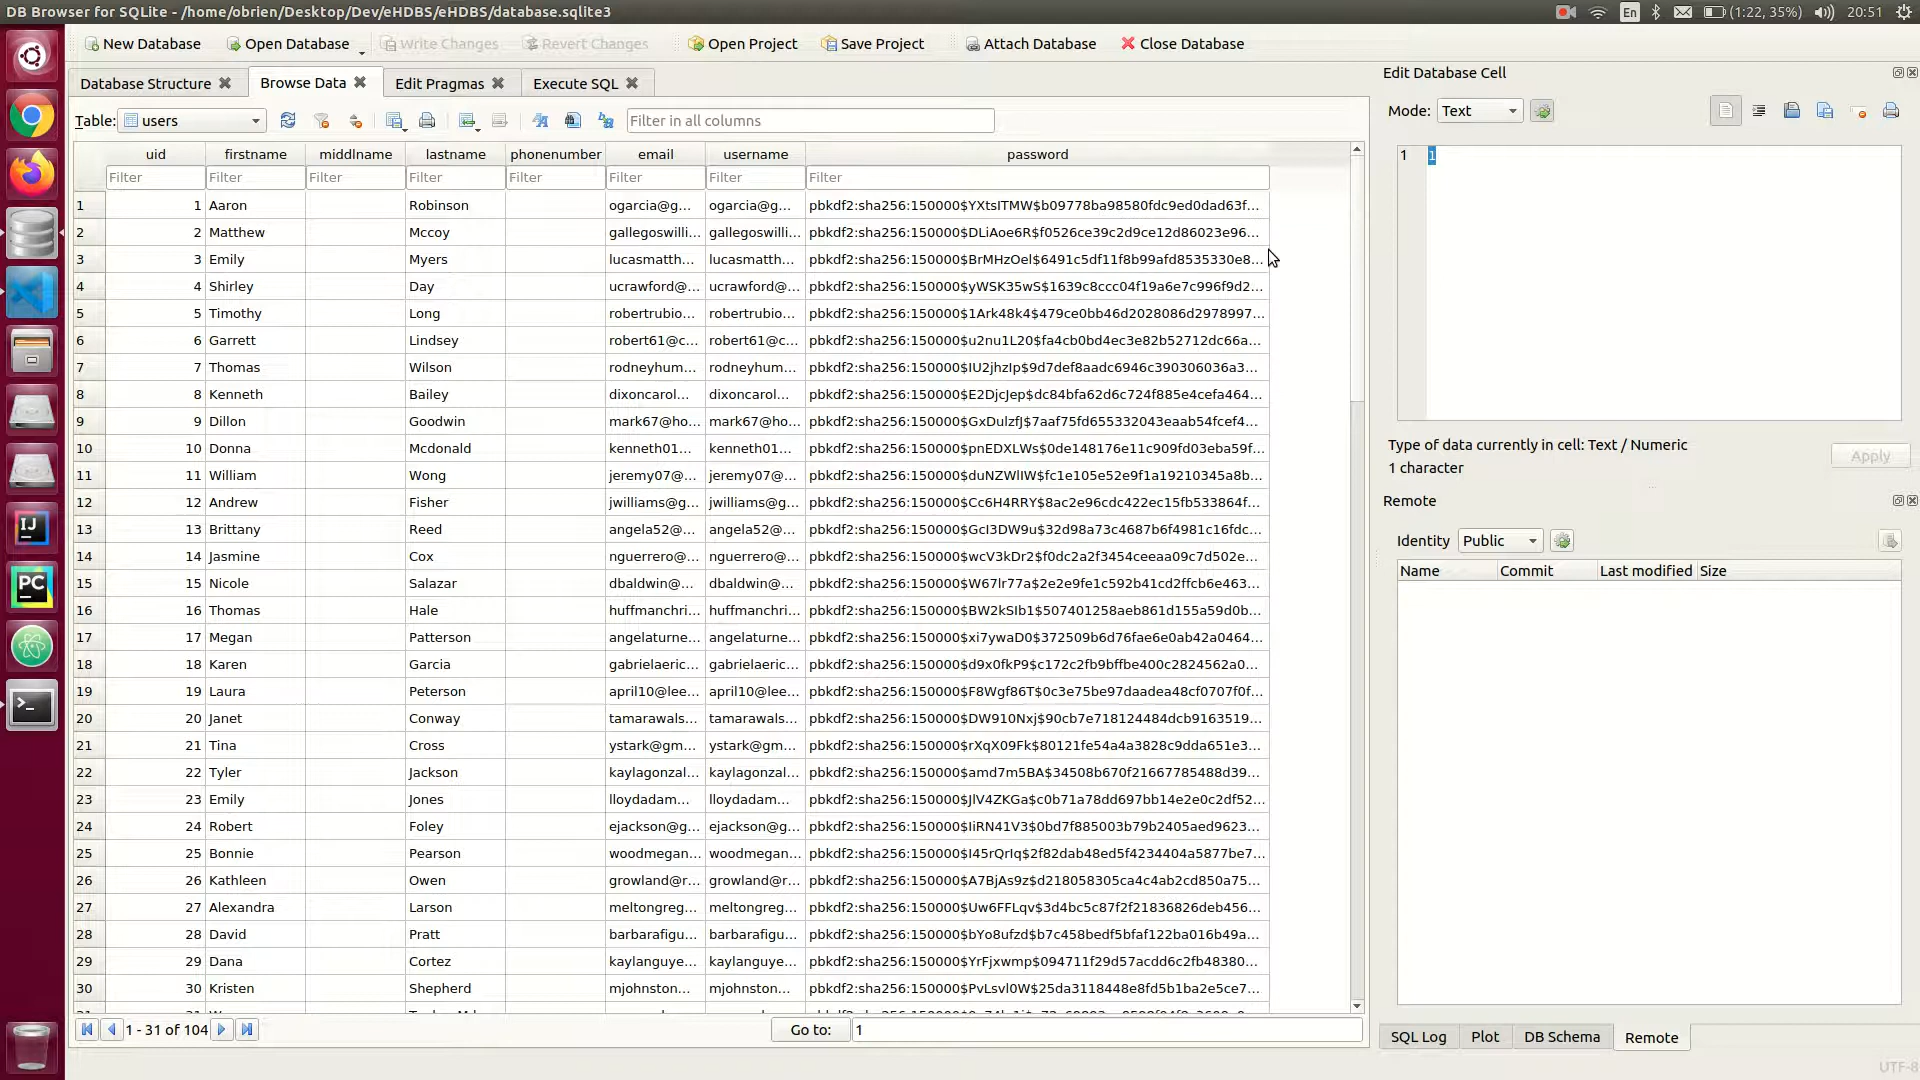 DB Browser for SQLite - /home/obrien/Desktop/Dev/eHDBS/eHDBS/database.sqlite3
En (1:22, 35%) 20:51
New Database Open Database Write Changes Revert Changes Open Project Save Project Attach Database Close Database
Database Structure Browse Data Edit Pragmas Execute SQL
Table: users Filter in all columns
uid firstname middlname lastname phonenumber email username password
Filter Filter Filter Filter Filter Filter Filter Filter
1 1 Aaron Robinson ogarcia@g... ogarcia@g... pbkdf2:sha256:150000$YXtsITMW$b09778ba98580fdc9ed0dad63f...
2 2 Matthew Mccoy gallegoswilli... gallegoswilli... pbkdf2:sha256:150000$DLiAoe6R$f0526ce39c2d9ce12d86023e96...
3 3 Emily Myers lucasmatth... lucasmatth... pbkdf2:sha256:150000$BrMHzOel$6491c5df11f8b99afd8535330e8...
4 4 Shirley Day ucrawford@... ucrawford@... pbkdf2:sha256:150000$yWSK35wS$1639c8ccc04f19a6e7c996f9d2...
5 5 Timothy Long robertrubio... robertrubio... pbkdf2:sha256:150000$1Ark48k4$479ce0bb46d2028086d2978997...
6 6 Garrett Lindsey robert61@c... robert61@c... pbkdf2:sha256:150000$u2nu1L20$fa4cb0bd4ec3e82b52712dc66a...
7 7 Thomas Wilson rodneyhum... rodneyhum... pbkdf2:sha256:150000$IU2jhzIp$9d7def8aadc6946c390306036a3...
8 8 Kenneth Bailey dixoncarol... dixoncarol... pbkdf2:sha256:150000$E2DjcJep$dc84bfa62d6c724f885e4cefa464...
9 9 Dillon Goodwin mark67@ho... mark67@ho... pbkdf2:sha256:150000$GxDulzfJ$7aaf75fd655332043eaab54fcef4...
10 10 Donna Mcdonald kenneth01... kenneth01... pbkdf2:sha256:150000$pnEDXLWs$0de148176e11c909fd03eba59f...
11 11 William Wong jeremy07@... jeremy07@... pbkdf2:sha256:150000$duNZWlIW$fc1e105e52e9f1a19210345a8b...
12 12 Andrew Fisher jwilliams@g... jwilliams@g... pbkdf2:sha256:150000$Cc6H4RRY$8ac2e96cdc422ec15fb533864f...
13 13 Brittany Reed angela52@... angela52@... pbkdf2:sha256:150000$GcI3DW9u$32d98a73c4687b6f4981c16fdc...
14 14 Jasmine Cox nguerrero@... nguerrero@... pbkdf2:sha256:150000$wcV3kDr2$f0dc2a2f3454ceeaa09c7d502e...
15 15 Nicole Salazar dbaldwin@... dbaldwin@... pbkdf2:sha256:150000$W67lr77a$2e2e9fe1c592b41cd2ffcb6e463...
16 16 Thomas Hale huffmanchri... huffmanchri... pbkdf2:sha256:150000$BW2kSIb1$507401258aeb861d155a59d0b...
17 17 Megan Patterson angelaturne... angelaturne... pbkdf2:sha256:150000$xi7ywaD0$372509b6d76fae6e0ab42a0464...
18 18 Karen Garcia gabrielaeric... gabrielaeric... pbkdf2:sha256:150000$d9x0fkP9$c172c2fb9bffbe400c2824562a0...
19 19 Laura Peterson april10@lee... april10@lee... pbkdf2:sha256:150000$F8Wgf86T$0c3e75be97daadea48cf0707f0f...
20 20 Janet Conway tamarawals... tamarawals... pbkdf2:sha256:150000$DW910Nxj$90cb7e718124484dcb9163519...
21 21 Tina Cross ystark@gm... ystark@gm... pbkdf2:sha256:150000$rXqX09Fk$80121fe54a4a3828c9dda651e3...
22 22 Tyler Jackson kaylagonzal... kaylagonzal... pbkdf2:sha256:150000$amd7m5BA$34508b670f21667785488d39...
23 23 Emily Jones lloydadam... lloydadam... pbkdf2:sha256:150000$JlV4ZKGa$c0b71a78dd697bb14e2e0c2df52...
24 24 Robert Foley ejackson@g... ejackson@g... pbkdf2:sha256:150000$IiRN41V3$0bd7f885003b79b2405aed9623...
25 25 Bonnie Pearson woodmegan... woodmegan... pbkdf2:sha256:150000$I45rQrIq$2f82dab48ed5f4234404a5877be7...
26 26 Kathleen Owen growland@r... growland@r... pbkdf2:sha256:150000$A7BjAs9z$d218058305ca4c4ab2cd850a75...
27 27 Alexandra Larson meltongreg... meltongreg... pbkdf2:sha256:150000$Uw6FFLqv$3d4bc5c87f2f21836826deb456...
28 28 David Pratt barbarafigu... barbarafigu... pbkdf2:sha256:150000$bYo8ufzd$b7c458bedf5bfaf122ba016b49a...
29 29 Dana Cortez kaylanguye... kaylanguye... pbkdf2:sha256:150000$YrFjxwmp$094711f29d57acdd6c2fb48380...
30 30 Kristen Shepherd mjohnston... mjohnston... pbkdf2:sha256:150000$PvLsvl0W$25da3118448e8fd5b1ba2e5ce7...
1 - 31 of 104 Go to: 1
Edit Database Cell
Mode: Text
1 1
Type of data currently in cell: Text / Numeric
1 character
Apply
Remote
Identity Public
Name Commit Last modified Size
SQL Log Plot DB Schema Remote
UTF-8
IJ
PC